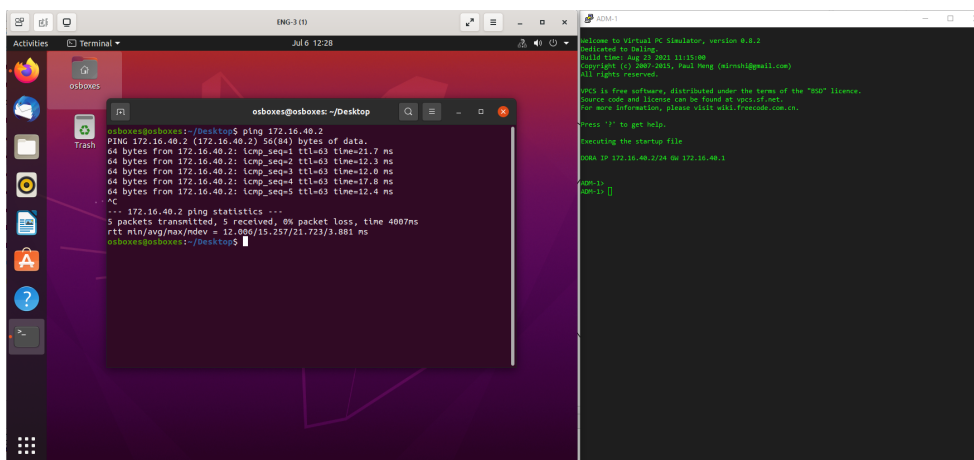 ENG-3 (1)
Activities
Terminal
Jul 6 12:28
osboxes
Trash
osboxes@osboxes: ~/Desktop
osboxes@osboxes:~/Desktop$ ping 172.16.40.2
PING 172.16.40.2 (172.16.40.2) 56(84) bytes of data.
64 bytes from 172.16.40.2: icmp_seq=1 ttl=63 time=21.7 ms
64 bytes from 172.16.40.2: icmp_seq=2 ttl=63 time=12.3 ms
64 bytes from 172.16.40.2: icmp_seq=3 ttl=63 time=12.0 ms
64 bytes from 172.16.40.2: icmp_seq=4 ttl=63 time=17.8 ms
64 bytes from 172.16.40.2: icmp_seq=5 ttl=63 time=12.4 ms
^C
--- 172.16.40.2 ping statistics ---
5 packets transmitted, 5 received, 0% packet loss, time 4007ms
rtt min/avg/max/mdev = 12.006/15.257/21.723/3.881 ms
osboxes@osboxes:~/Desktop$
ADM-1
Welcome to Virtual PC Simulator, version 0.8.2
Dedicated to Daling.
Build time: Aug 23 2021 11:15:00
Copyright (c) 2007-2015, Paul Meng (mirnshi@gmail.com)
All rights reserved.
VPCS is free software, distributed under the terms of the "BSD" licence.
Source code and license can be found at vpcs.sf.net.
For more information, please visit wiki.freecode.com.cn.
Press '?' to get help.
Executing the startup file
DORA IP 172.16.40.2/24 GW 172.16.40.1
ADM-1>
ADM-1>